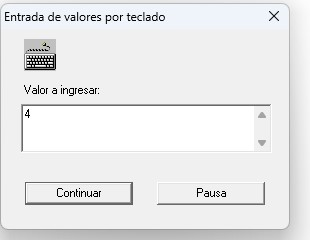 Entrada de valores por teclado
Valor a ingresar:
4
Continuar
Pausa